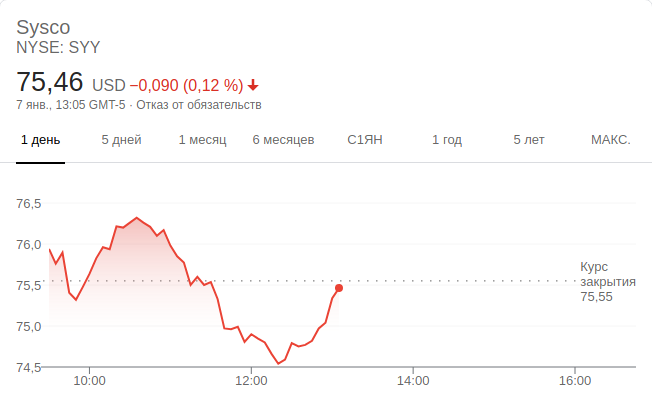 Sysco
NYSE: SYY
75,46 USD −0,090 (0,12 %)
7 янв., 13:05 GMT-5 · Отказ от обязательств
1 день 5 дней 1 месяц 6 месяцев С1ЯН 1 год 5 лет МАКС.
76,5
76,0
Курс
75,5 закрытия
75,55
75,0
74,5
10:00 12:00 14:00 16:00